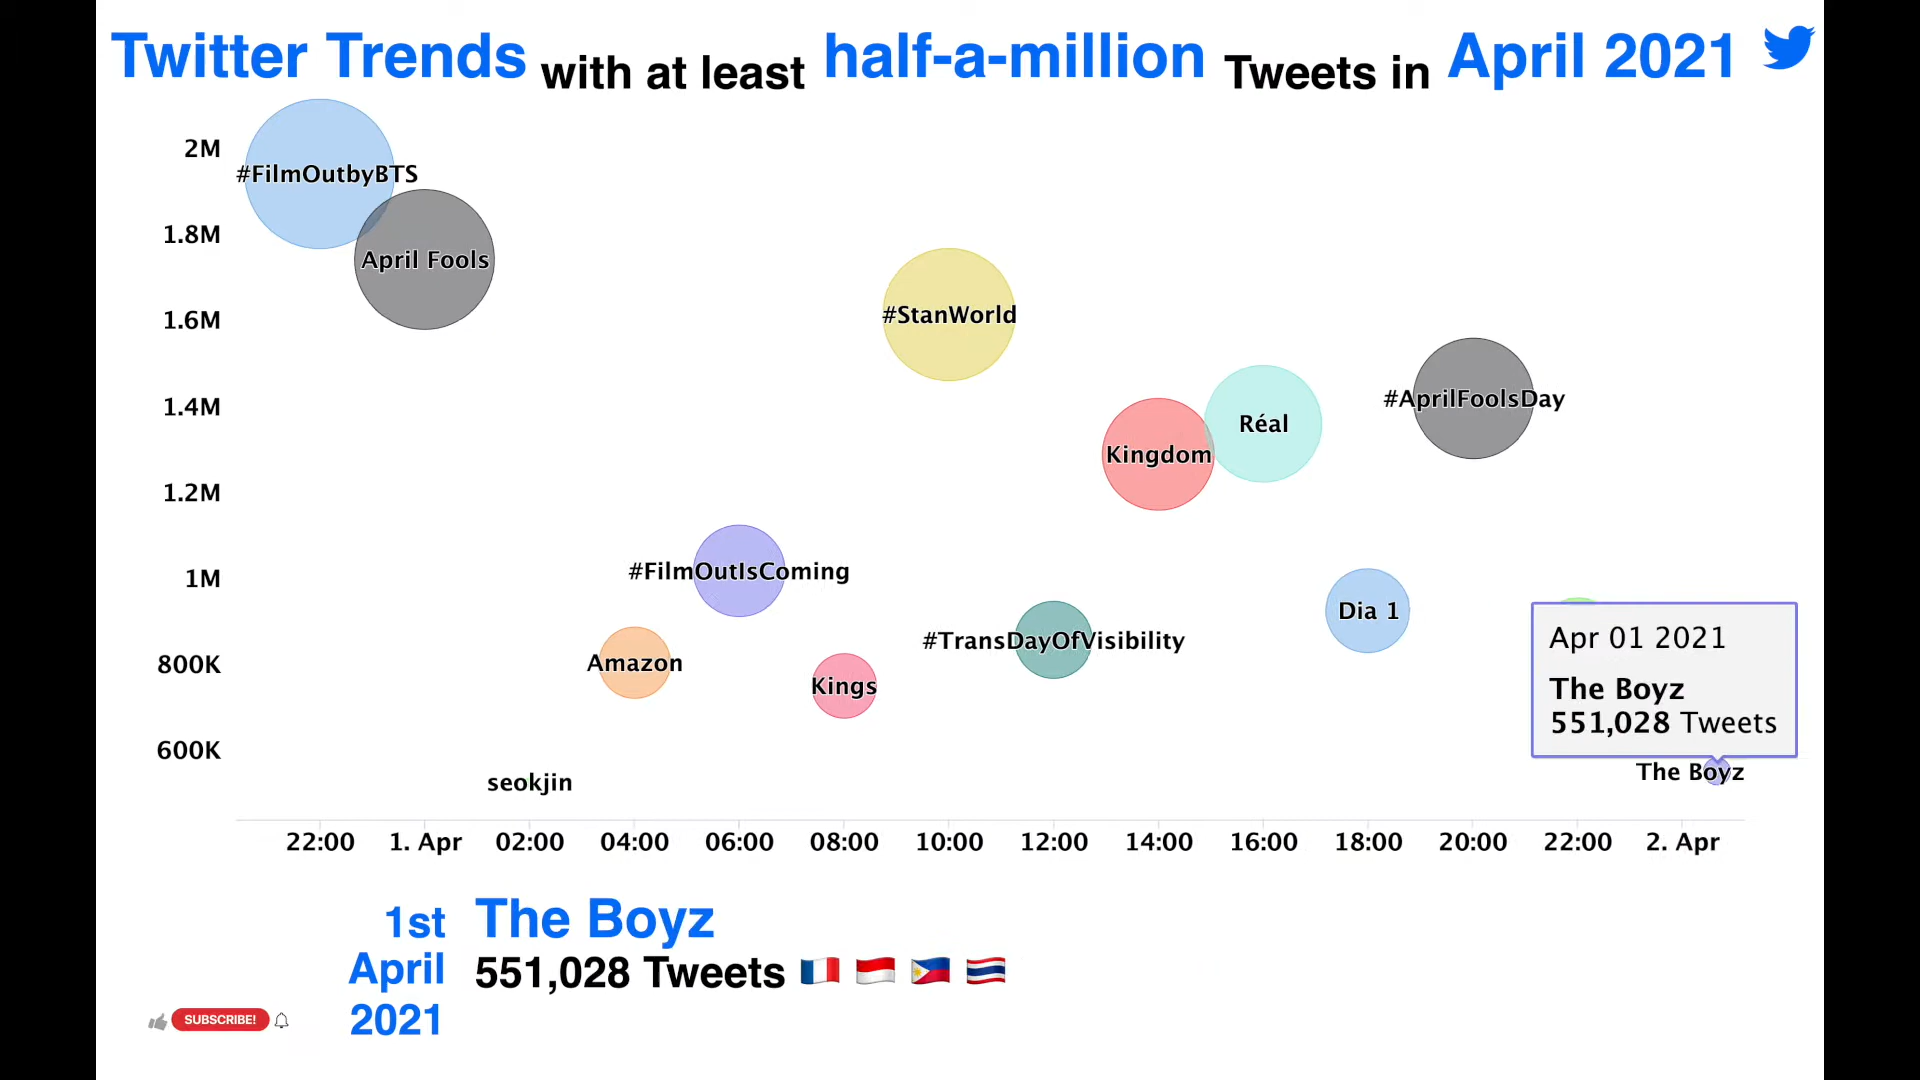 Twitter Trends with at least half-a-million Tweets in April 2021
2M
#FilmOutbyBTS
1.8M
April Fools
1.6M
#StanWorld
1.4M
#AprilFoolsDay
Réal
Kingdom
1.2M
1M
#FilmOutIsComing
Dia 1
#TransDayOfVisibility
800K
Amazon
Kings
Apr 01 2021
The Boyz
551,028 Tweets
600K
seokjin
The Boyz
22:00 1. Apr 02:00 04:00 06:00 08:00 10:00 12:00 14:00 16:00 18:00 20:00 22:00 2. Apr
1st
April
2021
The Boyz
551,028 Tweets
SUBSCRIBE!